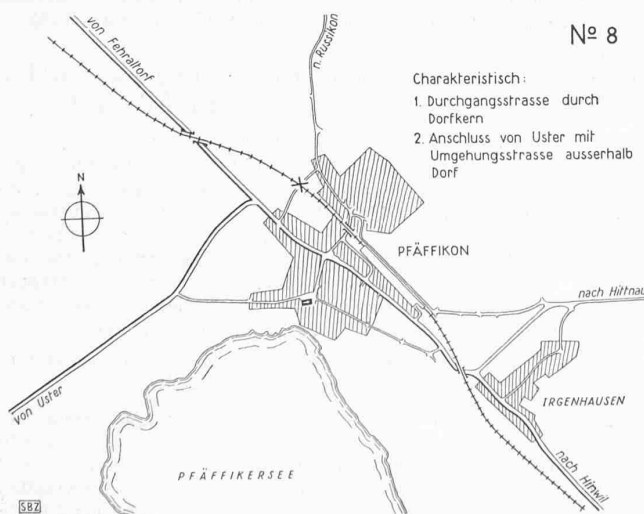 Nº 8
von Fehraltorf
n. Russikon
Charakteristisch:
1. Durchgangsstrasse durch
Dorfkern
2. Anschluss von Uster mit
Umgehungsstrasse ausserhalb
Dorf
N
PFÄFFIKON
nach Hittnau
von Uster
IRGENHAUSEN
nach Hinwil
PFÄFFIKERSEE
SBZ